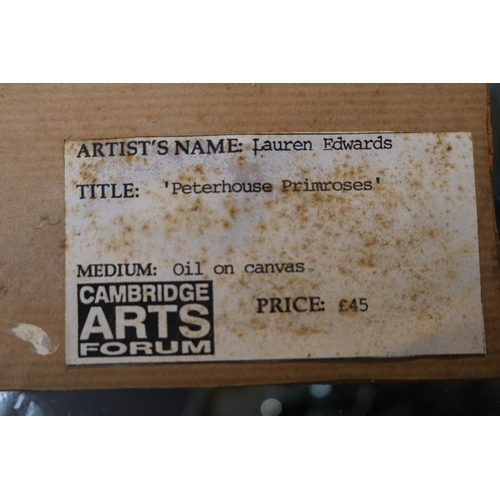 ARTIST'S NAME: Lauren Edwards
TITLE: 'Peterhouse Primroses'
MEDIUM: Oil on canvas
CAMBRIDGE
ARTS
FORUM
PRICE: £45